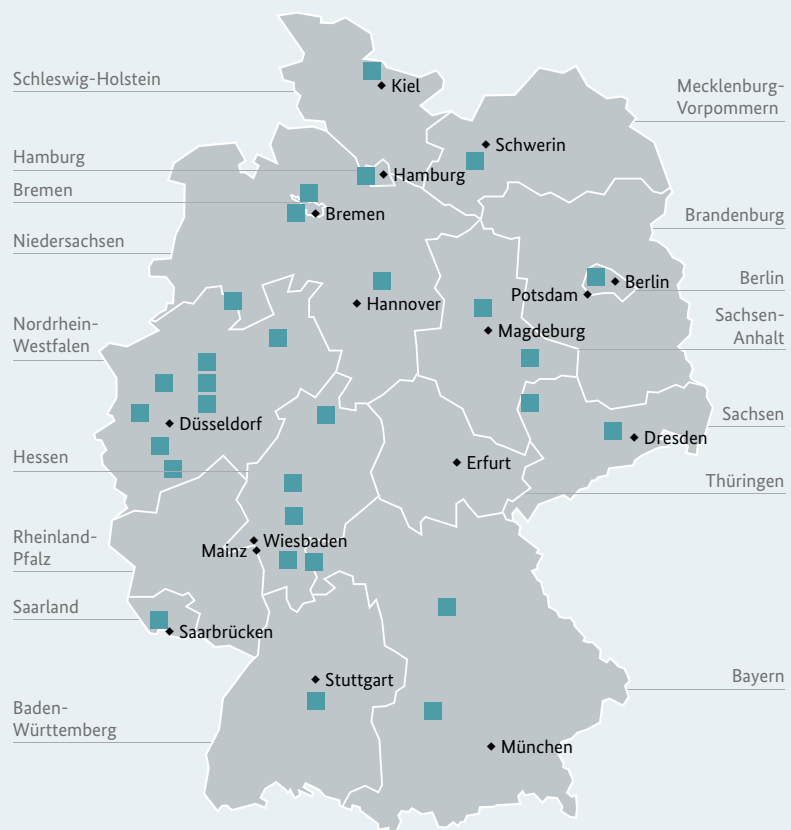 Schleswig-Holstein
Kiel
Mecklenburg-
Vorpommern
Schwerin
Hamburg
Hamburg
Bremen
Bremen
Brandenburg
Niedersachsen
Berlin
Berlin
Potsdam
Hannover
Sachsen-
Anhalt
Magdeburg
Nordrhein-
Westfalen
Sachsen
Düsseldorf
Dresden
Hessen
Erfurt
Thüringen
Rheinland-
Pfalz
Wiesbaden
Mainz
Saarland
Saarbrücken
Stuttgart
Bayern
Baden-
Württemberg
München